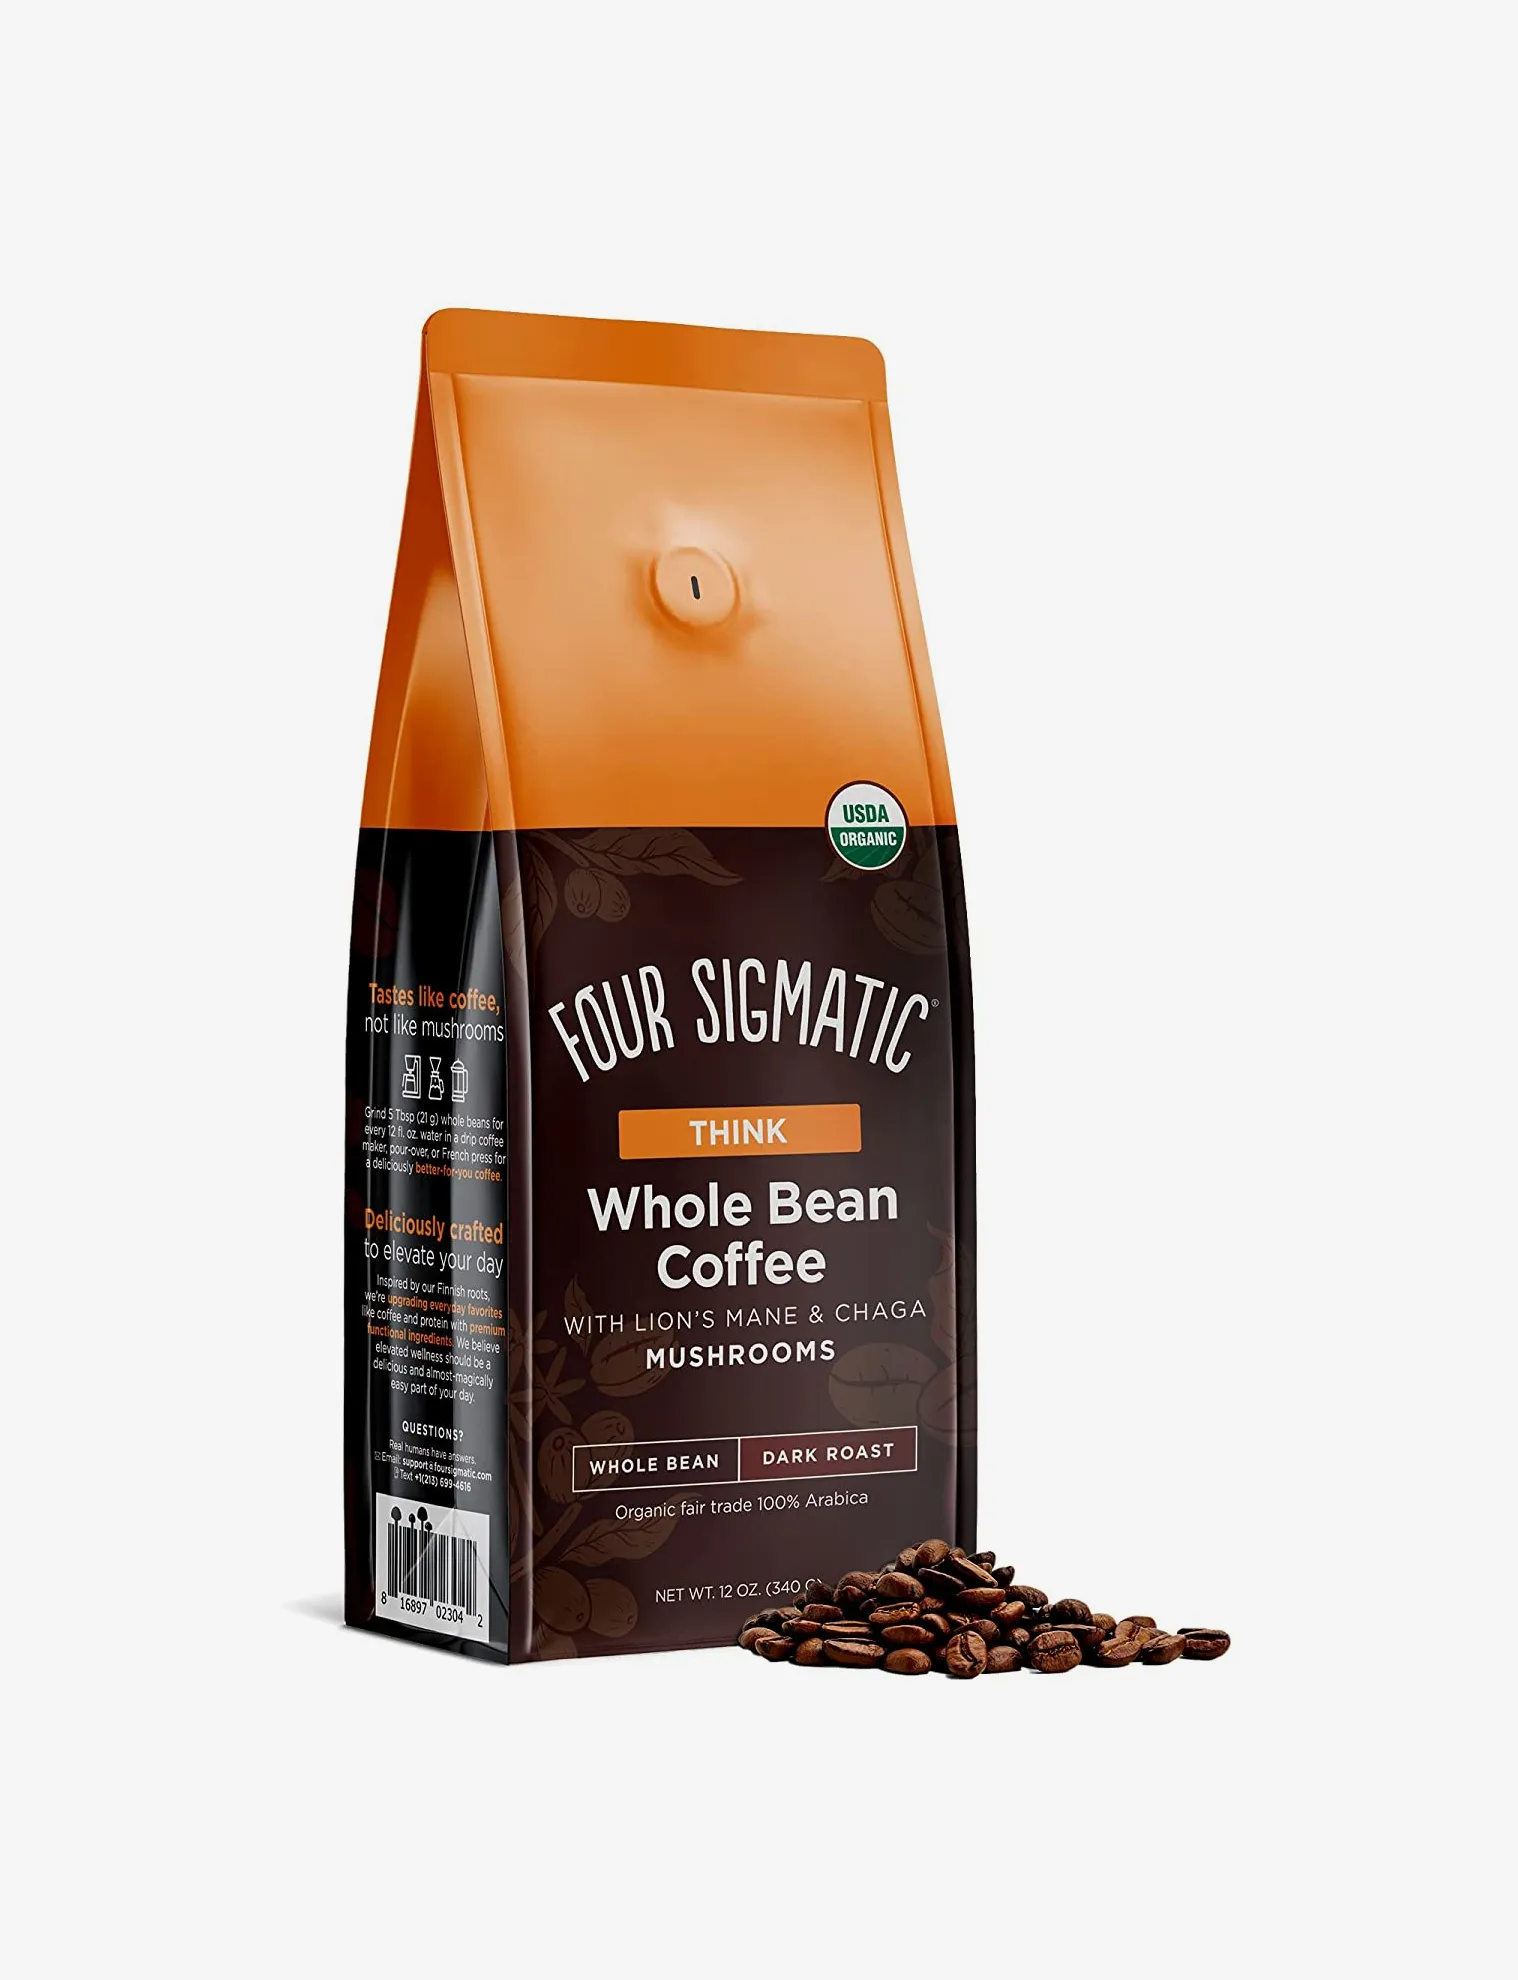 USDA
ORGANIC
FOUR SIGMATIC®
THINK
Whole Bean
Coffee
WITH LION'S MANE & CHAGA
MUSHROOMS
WHOLE BEAN
DARK ROAST
Organic fair trade 100% Arabica
NET WT. 12 OZ. (340 G)
Tastes like coffee,
not like mushrooms
Grind 5 Tbsp (21 g) whole beans for
every 12 fl. oz. water in a drip coffee
maker, pour-over, or French press for
a deliciously better-for-you coffee.
Deliciously crafted
to elevate your day
Inspired by our Finnish roots,
we're upgrading everyday favorites
like coffee and protein with premium
functional ingredients. We believe
elevated wellness should be a
delicious and almost-magically
easy part of your day.
QUESTIONS?
Real humans have answers.
Email: support@foursigmatic.com
Text +1(213) 699-4616
8 16897 02304 2